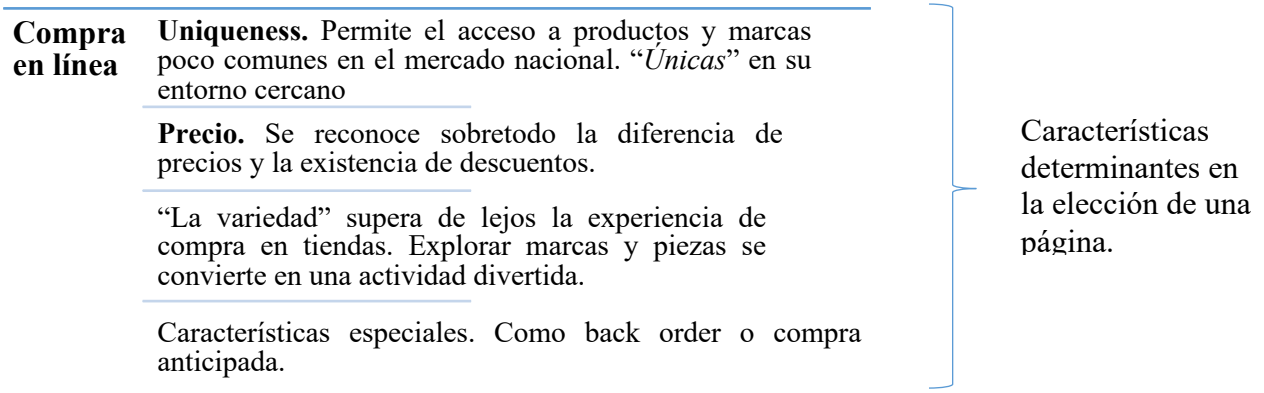 Compra
en línea
Uniqueness. Permite el acceso a productos y marcas
poco comunes en el mercado nacional. “Únicas” en su
entorno cercano
Precio. Se reconoce sobretodo la diferencia de
precios y la existencia de descuentos.
“La variedad” supera de lejos la experiencia de
compra en tiendas. Explorar marcas y piezas se
convierte en una actividad divertida.
Características especiales. Como back order o compra
anticipada.
Características
determinantes en
la elección de una
página.